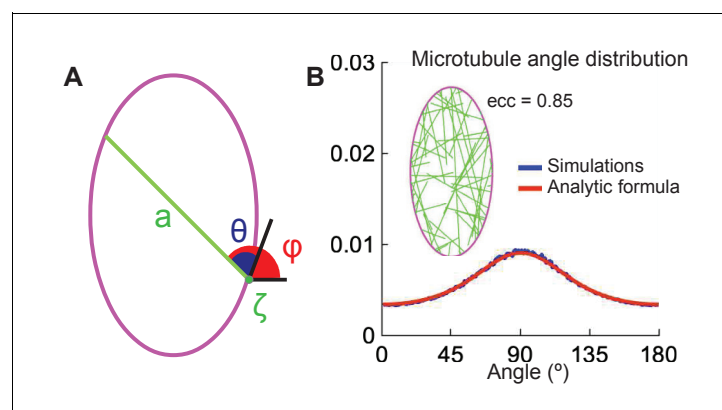 A
a
θ
φ
ζ
B
Microtubule angle distribution
ecc = 0.85
Simulations
Analytic formula
0.03
0.02
0.01
0
0 45 90 135 180
Angle (º)